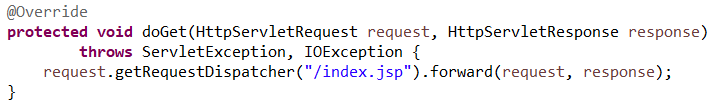 @Override
protected void doGet(HttpServletRequest request, HttpServletResponse response)
        throws ServletException, IOException {
    request.getRequestDispatcher("/index.jsp").forward(request, response);
}